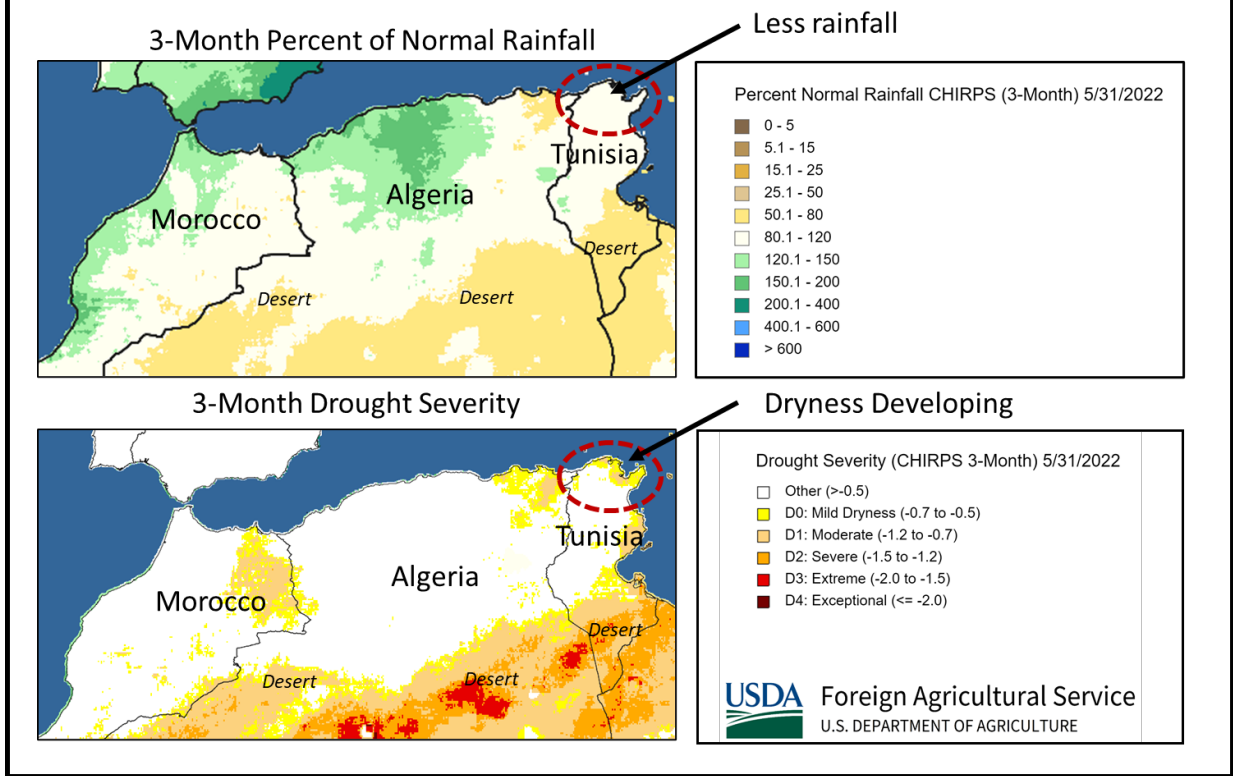 3-Month Percent of Normal Rainfall
Less rainfall
Morocco
Algeria
Tunisia
Desert
Desert
Desert
Percent Normal Rainfall CHIRPS (3-Month) 5/31/2022
0 - 5
5.1 - 15
15.1 - 25
25.1 - 50
50.1 - 80
80.1 - 120
120.1 - 150
150.1 - 200
200.1 - 400
400.1 - 600
> 600
3-Month Drought Severity
Dryness Developing
Morocco
Algeria
Tunisia
Desert
Desert
Desert
Drought Severity (CHIRPS 3-Month) 5/31/2022
Other (>-0.5)
D0: Mild Dryness (-0.7 to -0.5)
D1: Moderate (-1.2 to -0.7)
D2: Severe (-1.5 to -1.2)
D3: Extreme (-2.0 to -1.5)
D4: Exceptional (<= -2.0)
USDA
Foreign Agricultural Service
U.S. DEPARTMENT OF AGRICULTURE